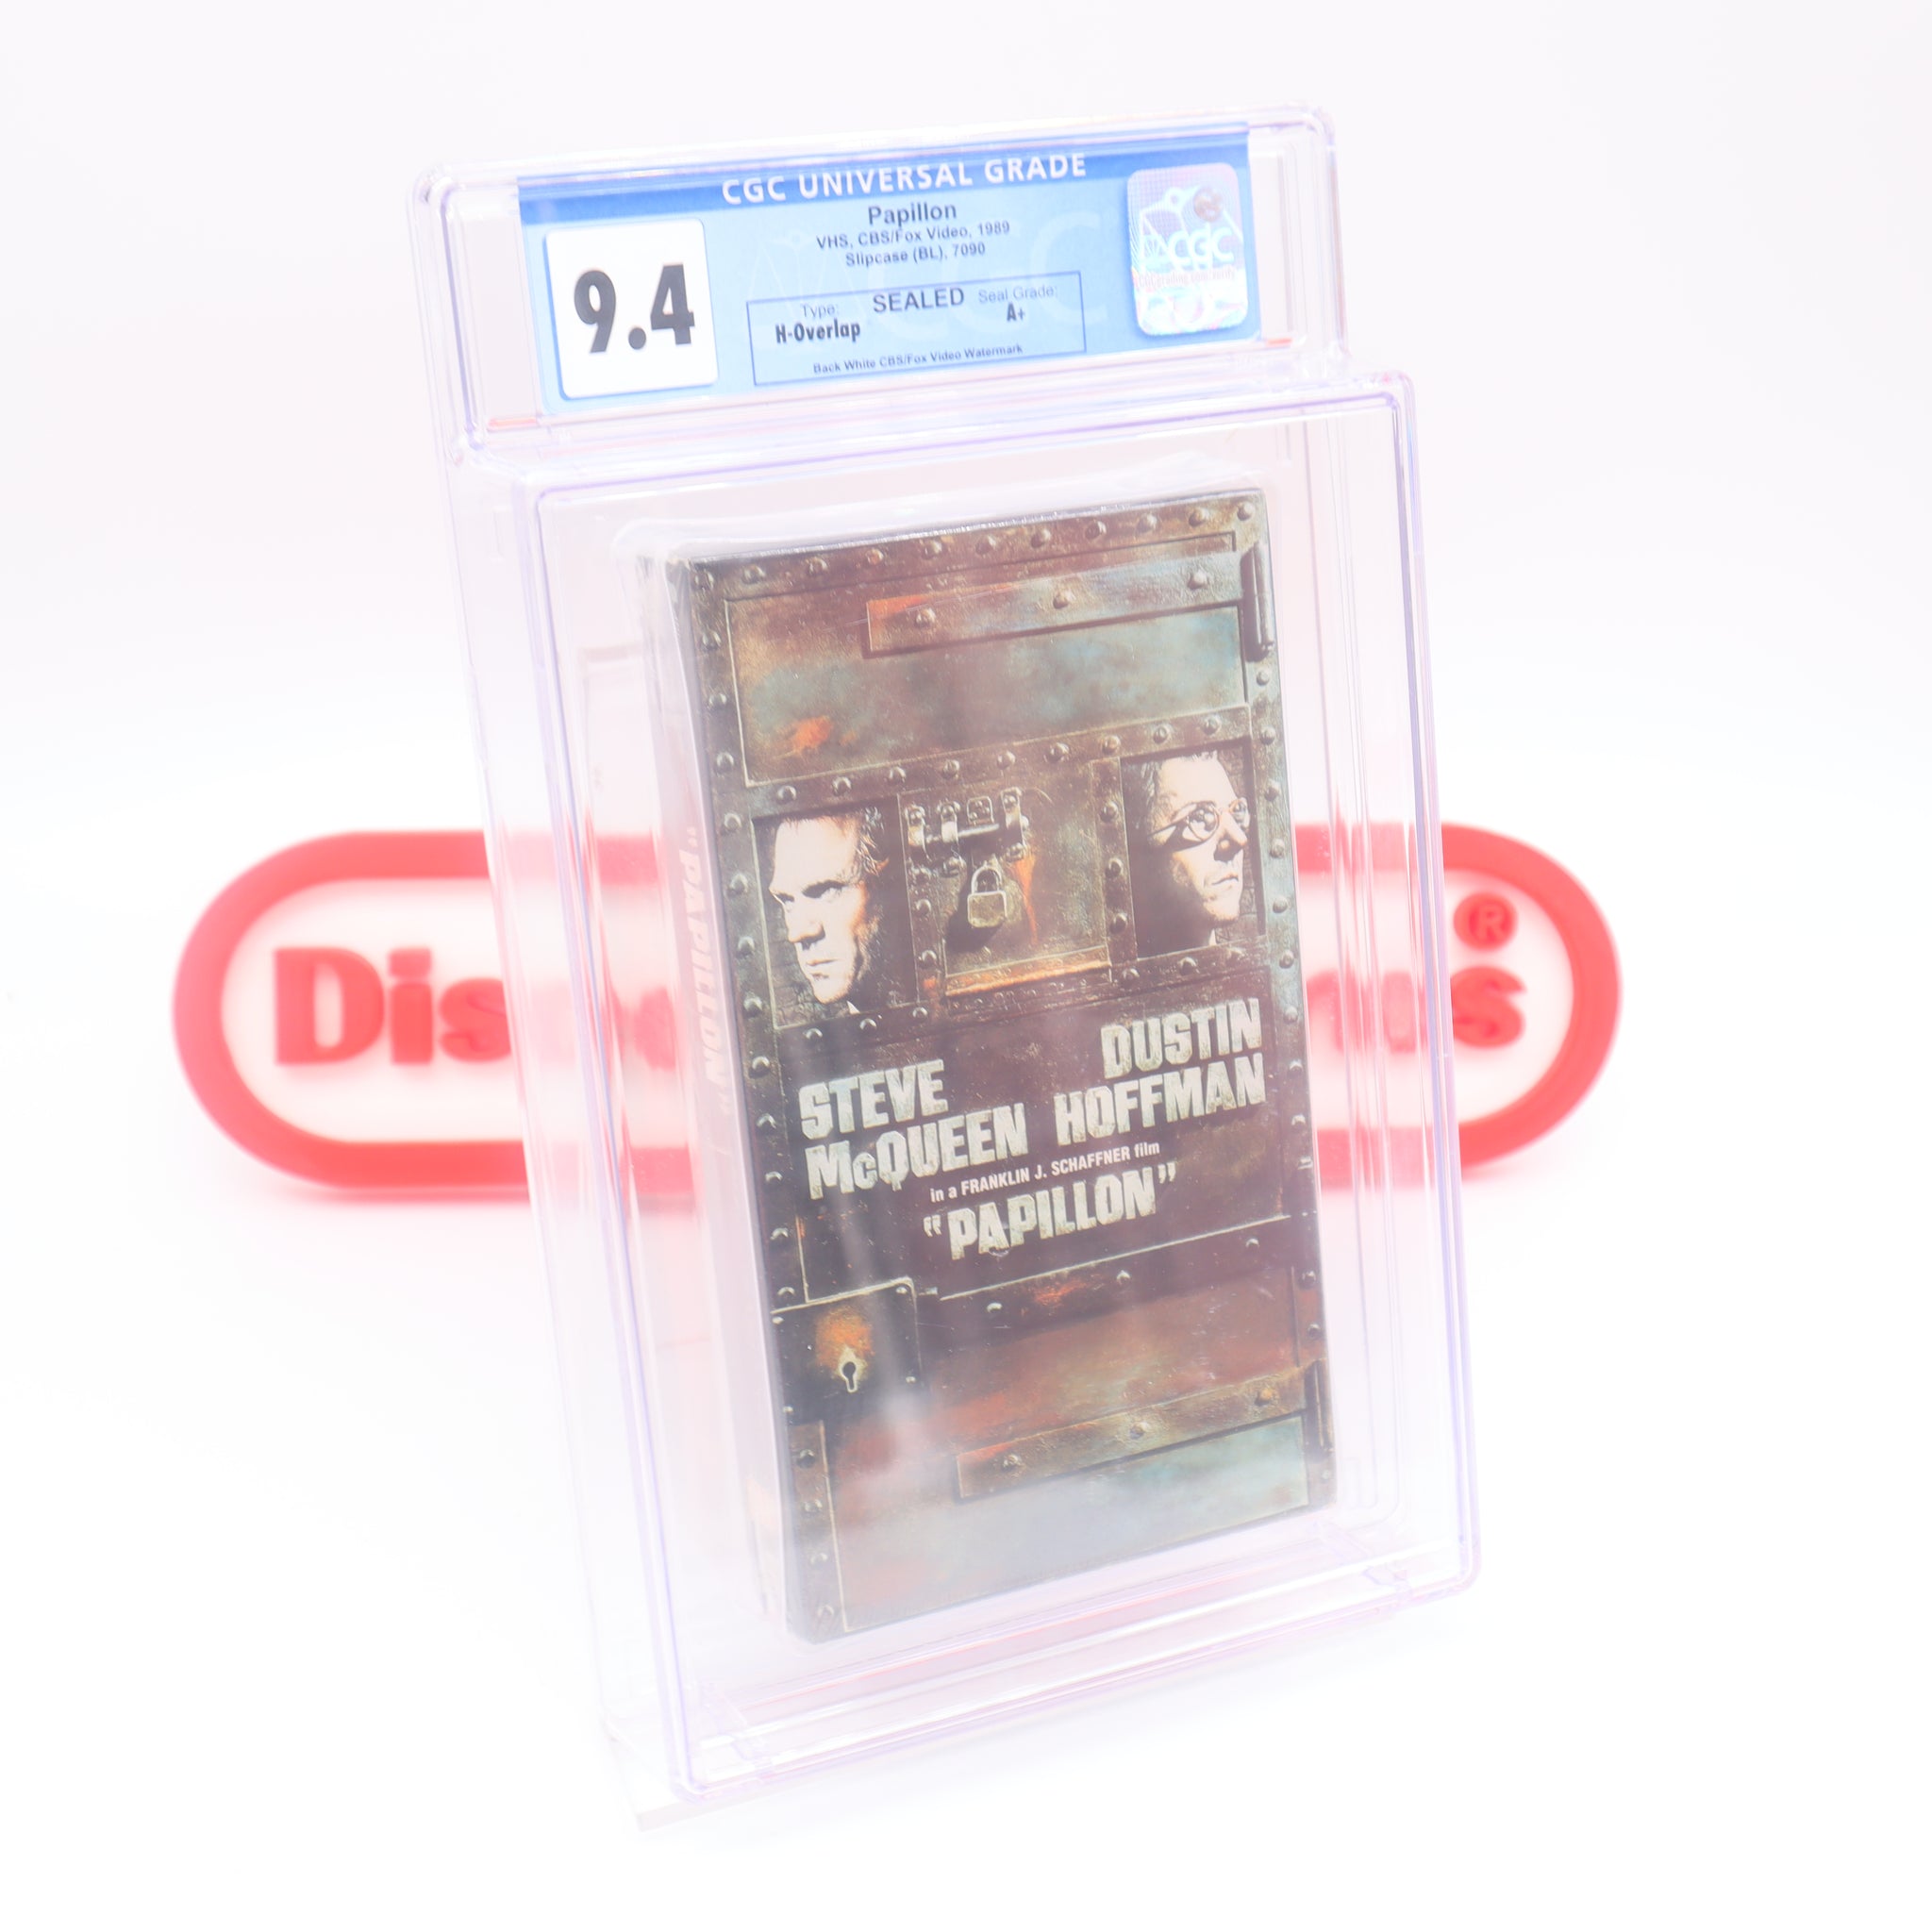 CGC UNIVERSAL GRADE
Papillon
VHS, CBS/Fox Video, 1989
Slipcase (BL), 7090
9.4
Type: SEALED Seal Grade:
H-Overlap A+
Back White CBS/Fox Video Watermark
cgc
"PAPILLON"
STEVE
McQUEEN
DUSTIN
HOFFMAN
in a FRANKLIN J. SCHAFFNER film
"PAPILLON"
®